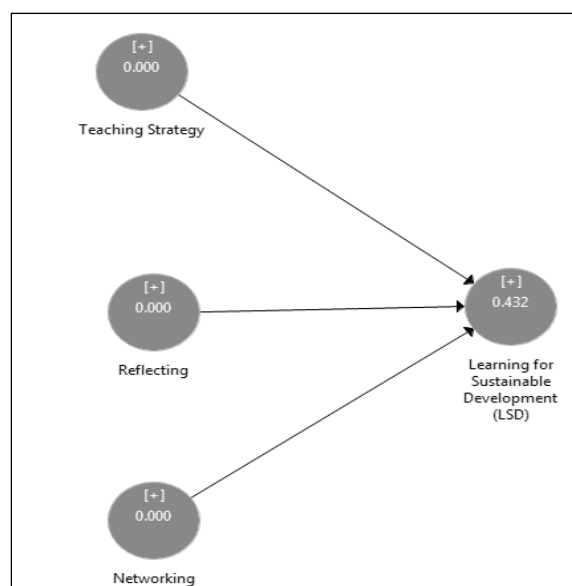 [+]
0.000
Teaching Strategy
[+]
0.000
Reflecting
[+]
0.432
Learning for
Sustainable
Development
(LSD)
[+]
0.000
Networking